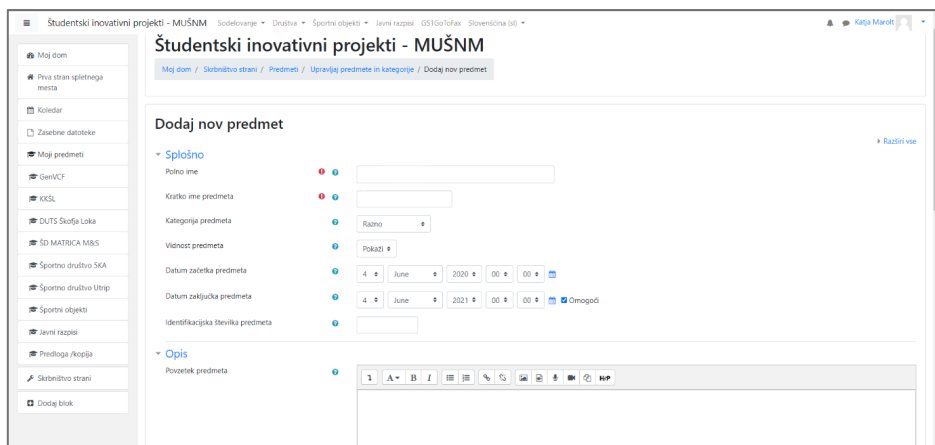 Študentski inovativni projekti - MUŠNM Sodelovanje Društva Športni objekti Javni razpisi GS1GoToFax Slovenščina (sl) Katja Marolt
Študentski inovativni projekti - MUŠNM
Moj dom / Skrbništvo strani / Predmeti / Upravljaj predmete in kategorije / Dodaj nov predmet
Moj dom
Prva stran spletnega
mesta
Koledar
Zasebne datoteke
Moji predmeti
GenVCF
KKŠL
DUTS Škofja Loka
ŠD MATRICA M&S
Športno društvo 5KA
Športno društvo Utrip
Športni objekti
Javni razpisi
Predloga /kopija
Skrbništvo strani
Dodaj blok
Dodaj nov predmet
Razširi vse
Splošno
Polno ime
Kratko ime predmeta
Kategorija predmeta Razno
Vidnost predmeta Pokaži
Datum začetka predmeta 4 June 2020 00 00
Datum zaključka predmeta 4 June 2021 00 00 Omogoči
Identifikacijska številka predmeta
Opis
Povzetek predmeta
A B I H-P